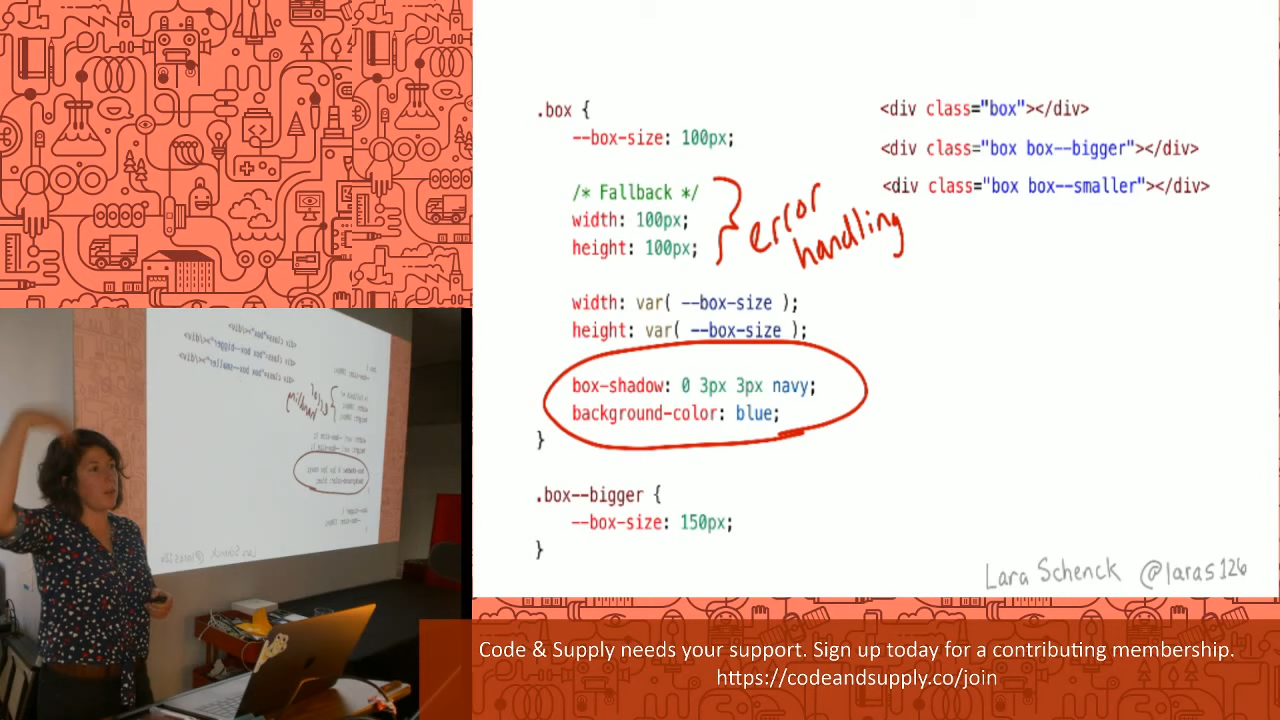 .box {
--box-size: 100px;
/* Fallback */
width: 100px;
height: 100px;
error
handling
width: var( --box-size );
height: var( --box-size );
box-shadow: 0 3px 3px navy;
background-color: blue;
}
.box--bigger {
--box-size: 150px;
}
<div class="box"></div>
<div class="box box--bigger"></div>
<div class="box box--smaller"></div>
Lara Schenck @laras126
Code & Supply needs your support. Sign up today for a contributing membership.
https://codeandsupply.co/join